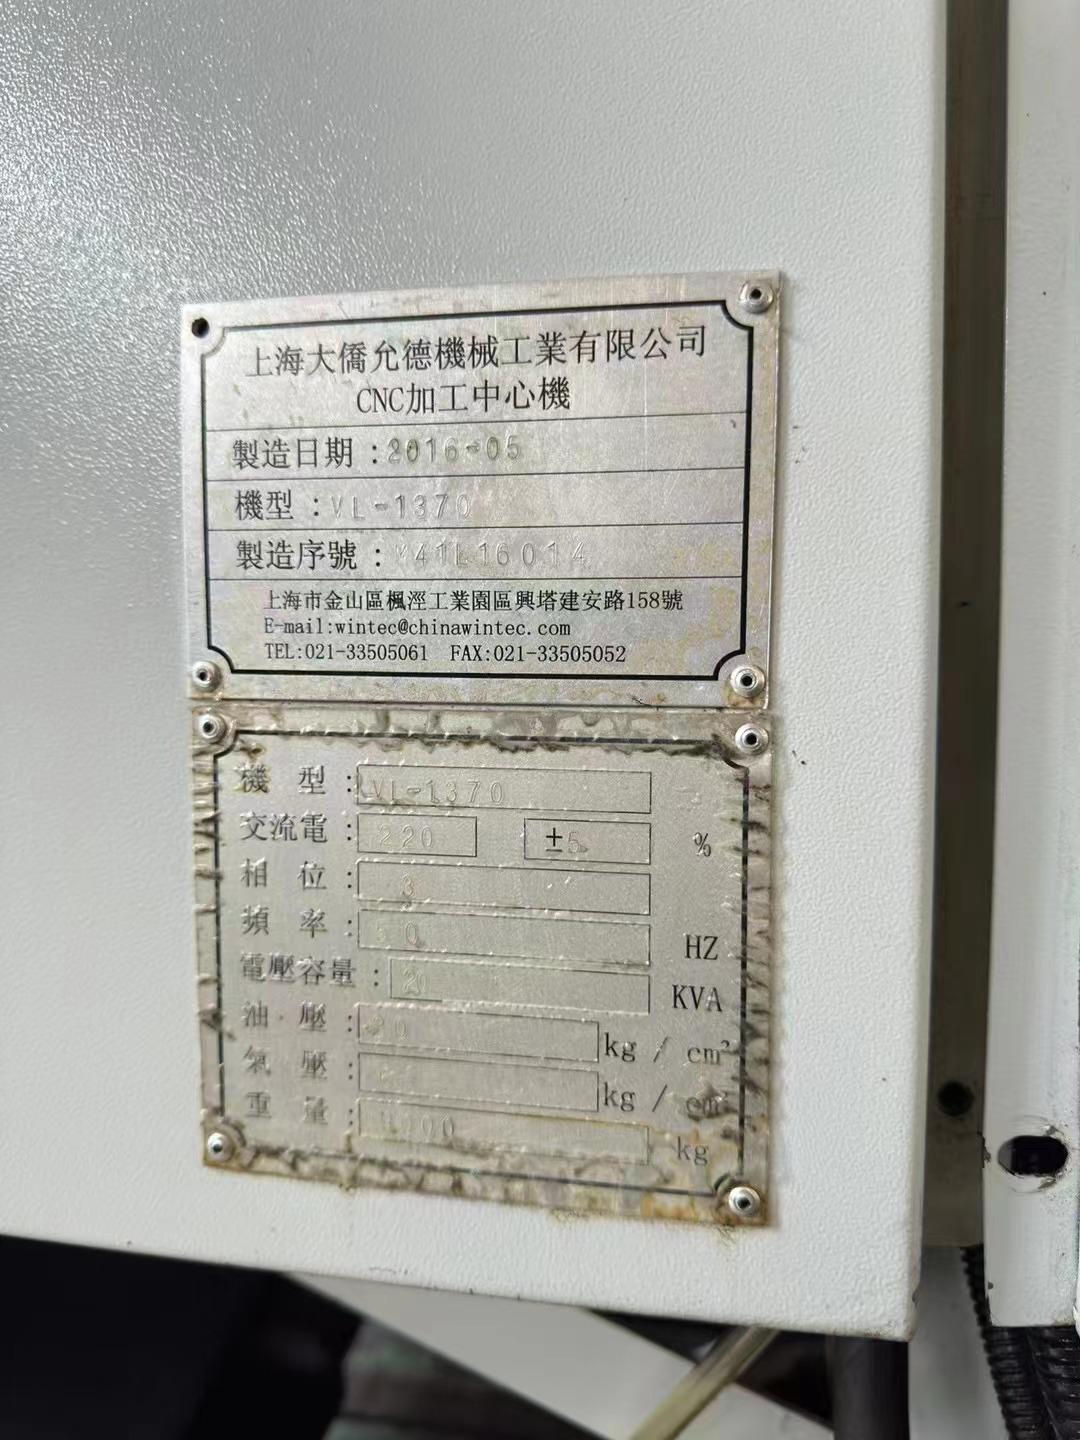 上海大僑允德機械工業有限公司
CNC加工中心機
製造日期:2016-05
機型:VL-1370
製造序號:41L16014
上海市金山區楓涇工業園區興塔建安路158號
E-mail:wintec@chinawintec.com
TEL:021-33505061 FAX:021-33505052
機 型:VL-1370
交流電:220 ±5 %
相 位:3
頻 率:50 HZ
電壓容量:20 KVA
油 壓: kg / cm²
氣 壓: kg / cm²
重 量: kg